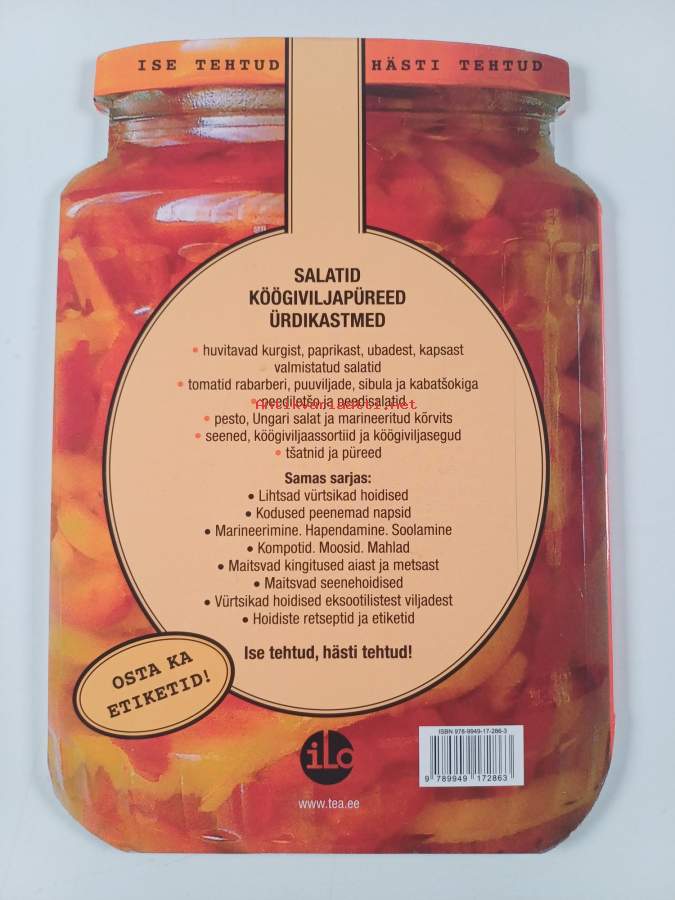 ISE TEHTUD HÄSTI TEHTUD
SALATID
KÖÖGIVILJAPÜREED
ÜRDIKASTMED
• huvitavad kurgist, paprikast, ubadest, kapsast
valmistatud salatid
• tomatid rabarberi, puuviljade, sibula ja kabatšokiga
• peediletšo ja peedisalatid
Antikvariaat11.net
• pesto, Ungari salat ja marineeritud kõrvits
• seened, köögiviljaassortiid ja köögiviljasegud
• tšatnid ja püreed
Samas sarjas:
• Lihtsad vürtsikad hoidised
• Kodused peenemad napsid
• Marineerimine. Hapendamine. Soolamine
• Kompotid. Moosid. Mahlad
• Maitsvad kingitused aiast ja metsast
• Maitsvad seenehoidised
• Vürtsikad hoidised eksootilistest viljadest
• Hoidiste retseptid ja etiketid
Ise tehtud, hästi tehtud!
OSTA KA
ETIKETID!
iLo
www.tea.ee
ISBN 978-9949-17-286-3
9 789949 172863